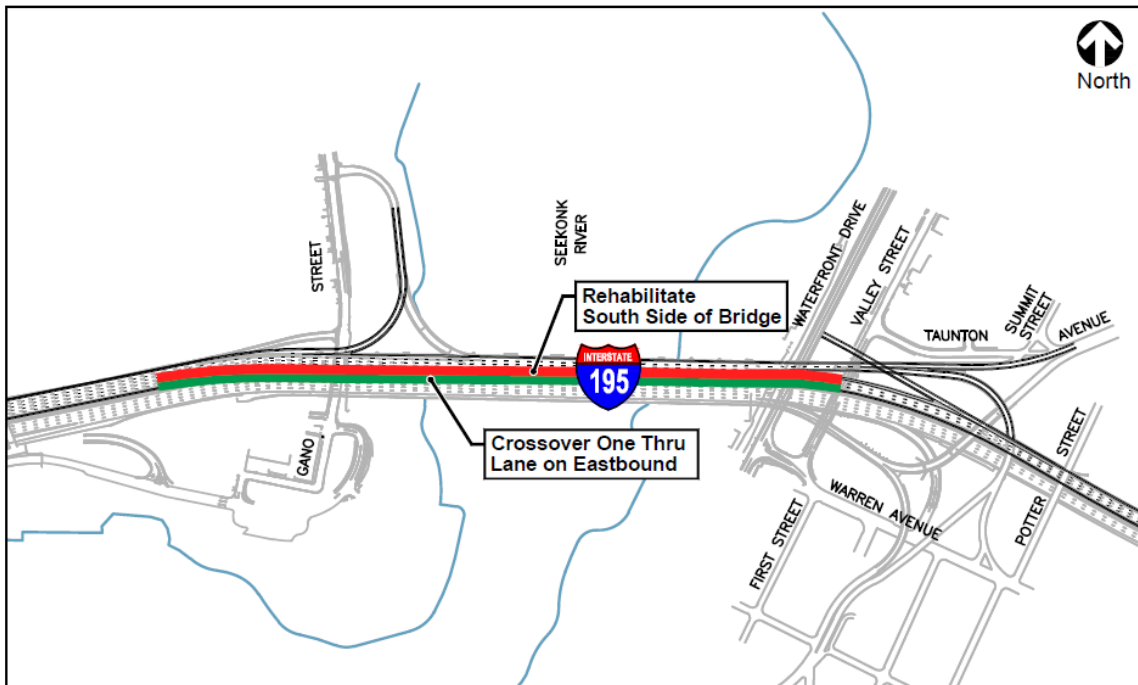 North
SEEKONK
RIVER
STREET
GANO
Rehabilitate
South Side of Bridge
INTERSTATE
195
Crossover One Thru
Lane on Eastbound
WATERFRONT DRIVE
VALLEY STREET
TAUNTON
AVENUE
SUMMIT
STREET
WARREN AVENUE
FIRST STREET
POTTER
STREET